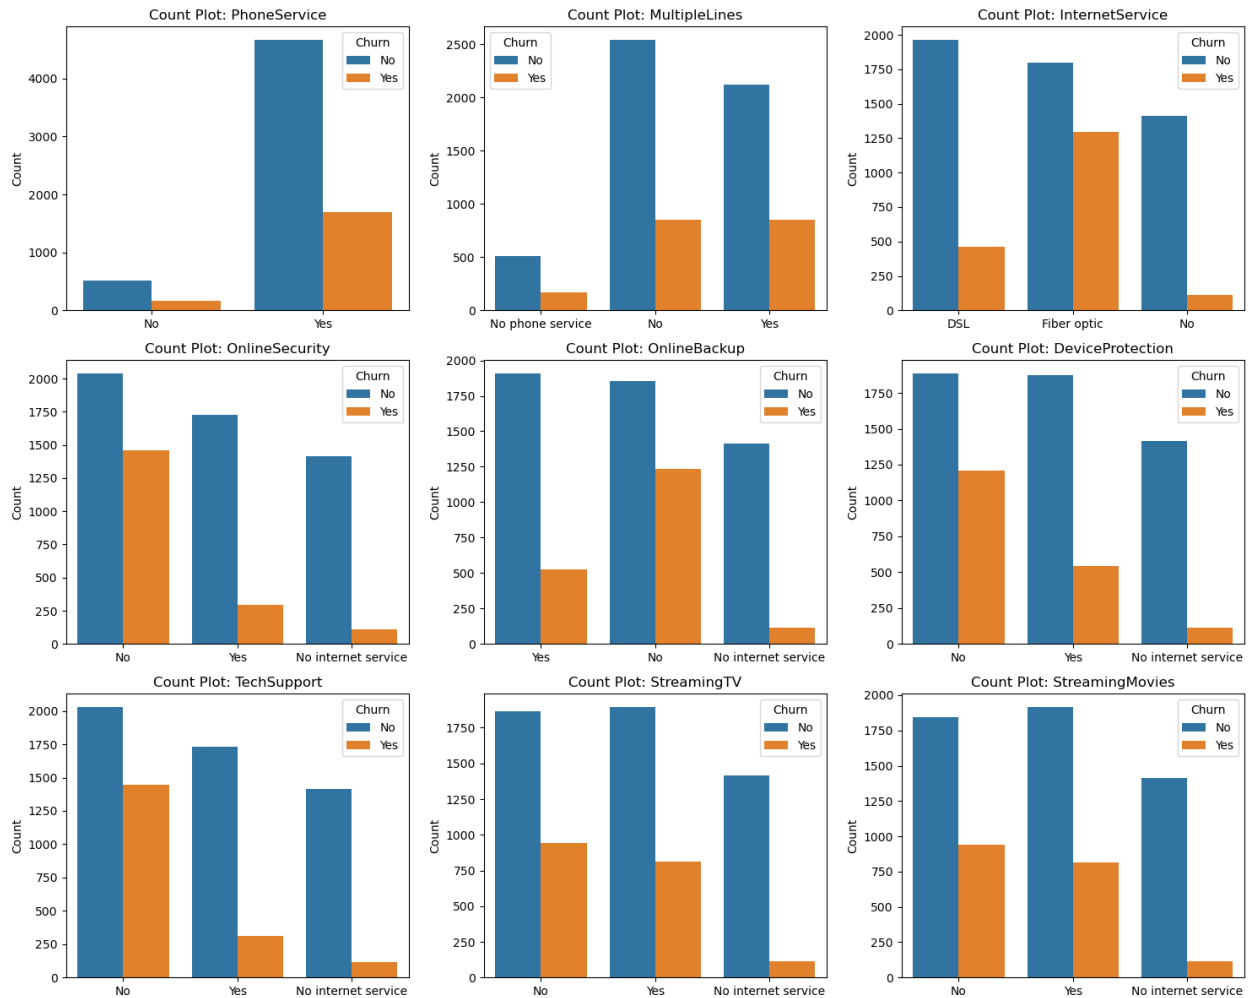 Count Plot: PhoneService
Churn
No
Yes
Count
4000
3000
2000
1000
0
No Yes
Count Plot: MultipleLines
Churn
No
Yes
Count
2500
2000
1500
1000
500
0
No phone service No Yes
Count Plot: InternetService
Churn
No
Yes
Count
2000
1750
1500
1250
1000
750
500
250
0
DSL Fiber optic No
Count Plot: OnlineSecurity
Churn
No
Yes
Count
2000
1750
1500
1250
1000
750
500
250
0
No Yes No internet service
Count Plot: OnlineBackup
Churn
No
Yes
Count
2000
1750
1500
1250
1000
750
500
250
0
Yes No No internet service
Count Plot: DeviceProtection
Churn
No
Yes
Count
1750
1500
1250
1000
750
500
250
0
No Yes No internet service
Count Plot: TechSupport
Churn
No
Yes
Count
2000
1750
1500
1250
1000
750
500
250
0
No Yes No internet service
Count Plot: StreamingTV
Churn
No
Yes
Count
1750
1500
1250
1000
750
500
250
0
No Yes No internet service
Count Plot: StreamingMovies
Churn
No
Yes
Count
2000
1750
1500
1250
1000
750
500
250
0
No Yes No internet service